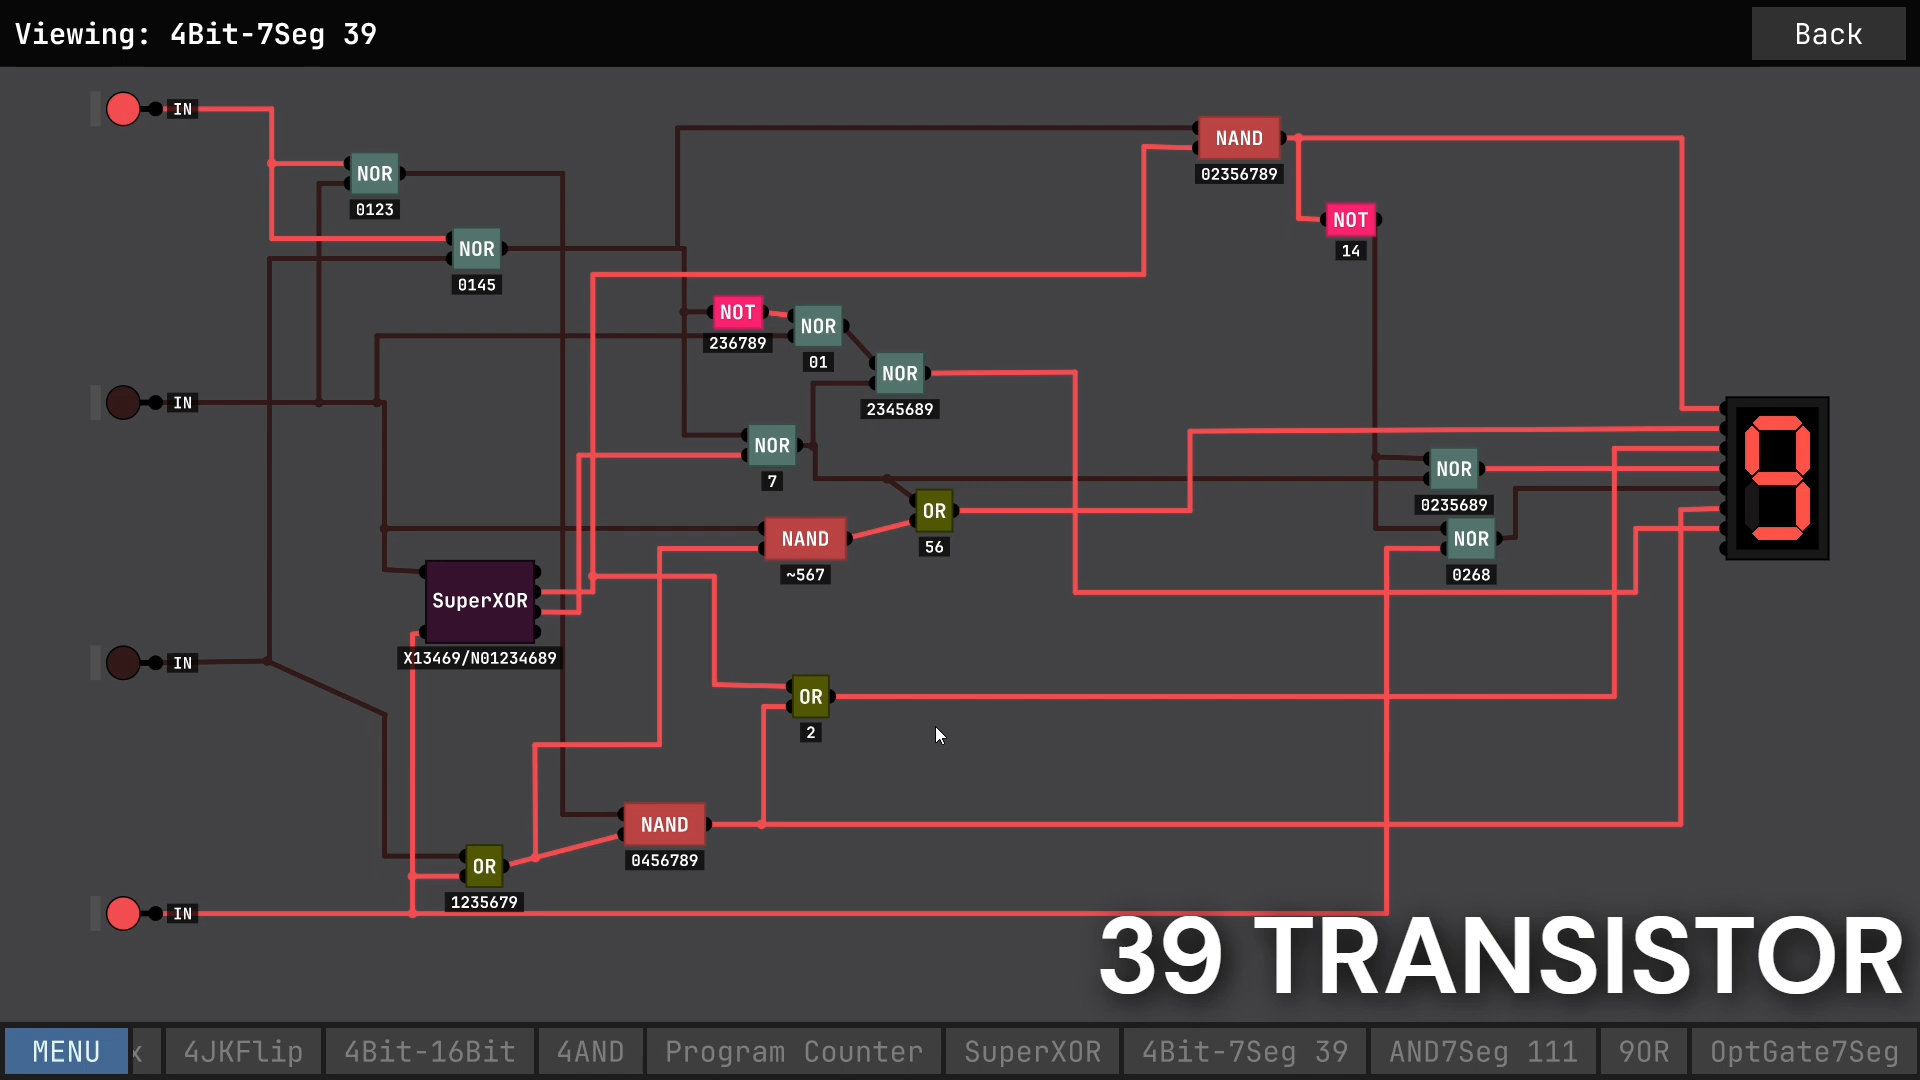 Viewing: 4Bit-7Seg 39
Back
IN
NOR
0123
NOR
0145
NAND
02356789
NOT
14
NOT
236789
NOR
01
NOR
2345689
IN
NOR
7
OR
56
NAND
~567
NOR
0235689
NOR
0268
SuperXOR
X13469/N01234689
IN
OR
2
NAND
0456789
OR
1235679
IN
39 TRANSISTOR
MENU x 4JKFlip 4Bit-16Bit 4AND Program Counter SuperXOR 4Bit-7Seg 39 AND7Seg 111 9OR OptGate7Seg